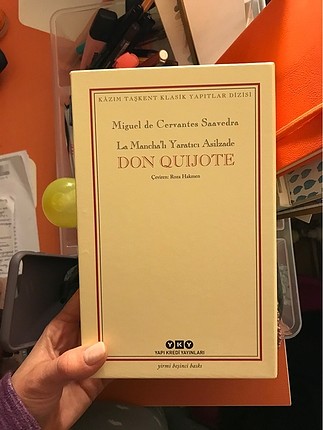 KÂZIM TAŞKENT KLASİK YAPITLAR DİZİSİ
Miguel de Cervantes Saavedra
La Mancha'lı Yaratıcı Asilzade
DON QUIJOTE
Çeviren: Roza Hakmen
YKY
YAPI KREDİ YAYINLARI
yirmi beşinci baskı